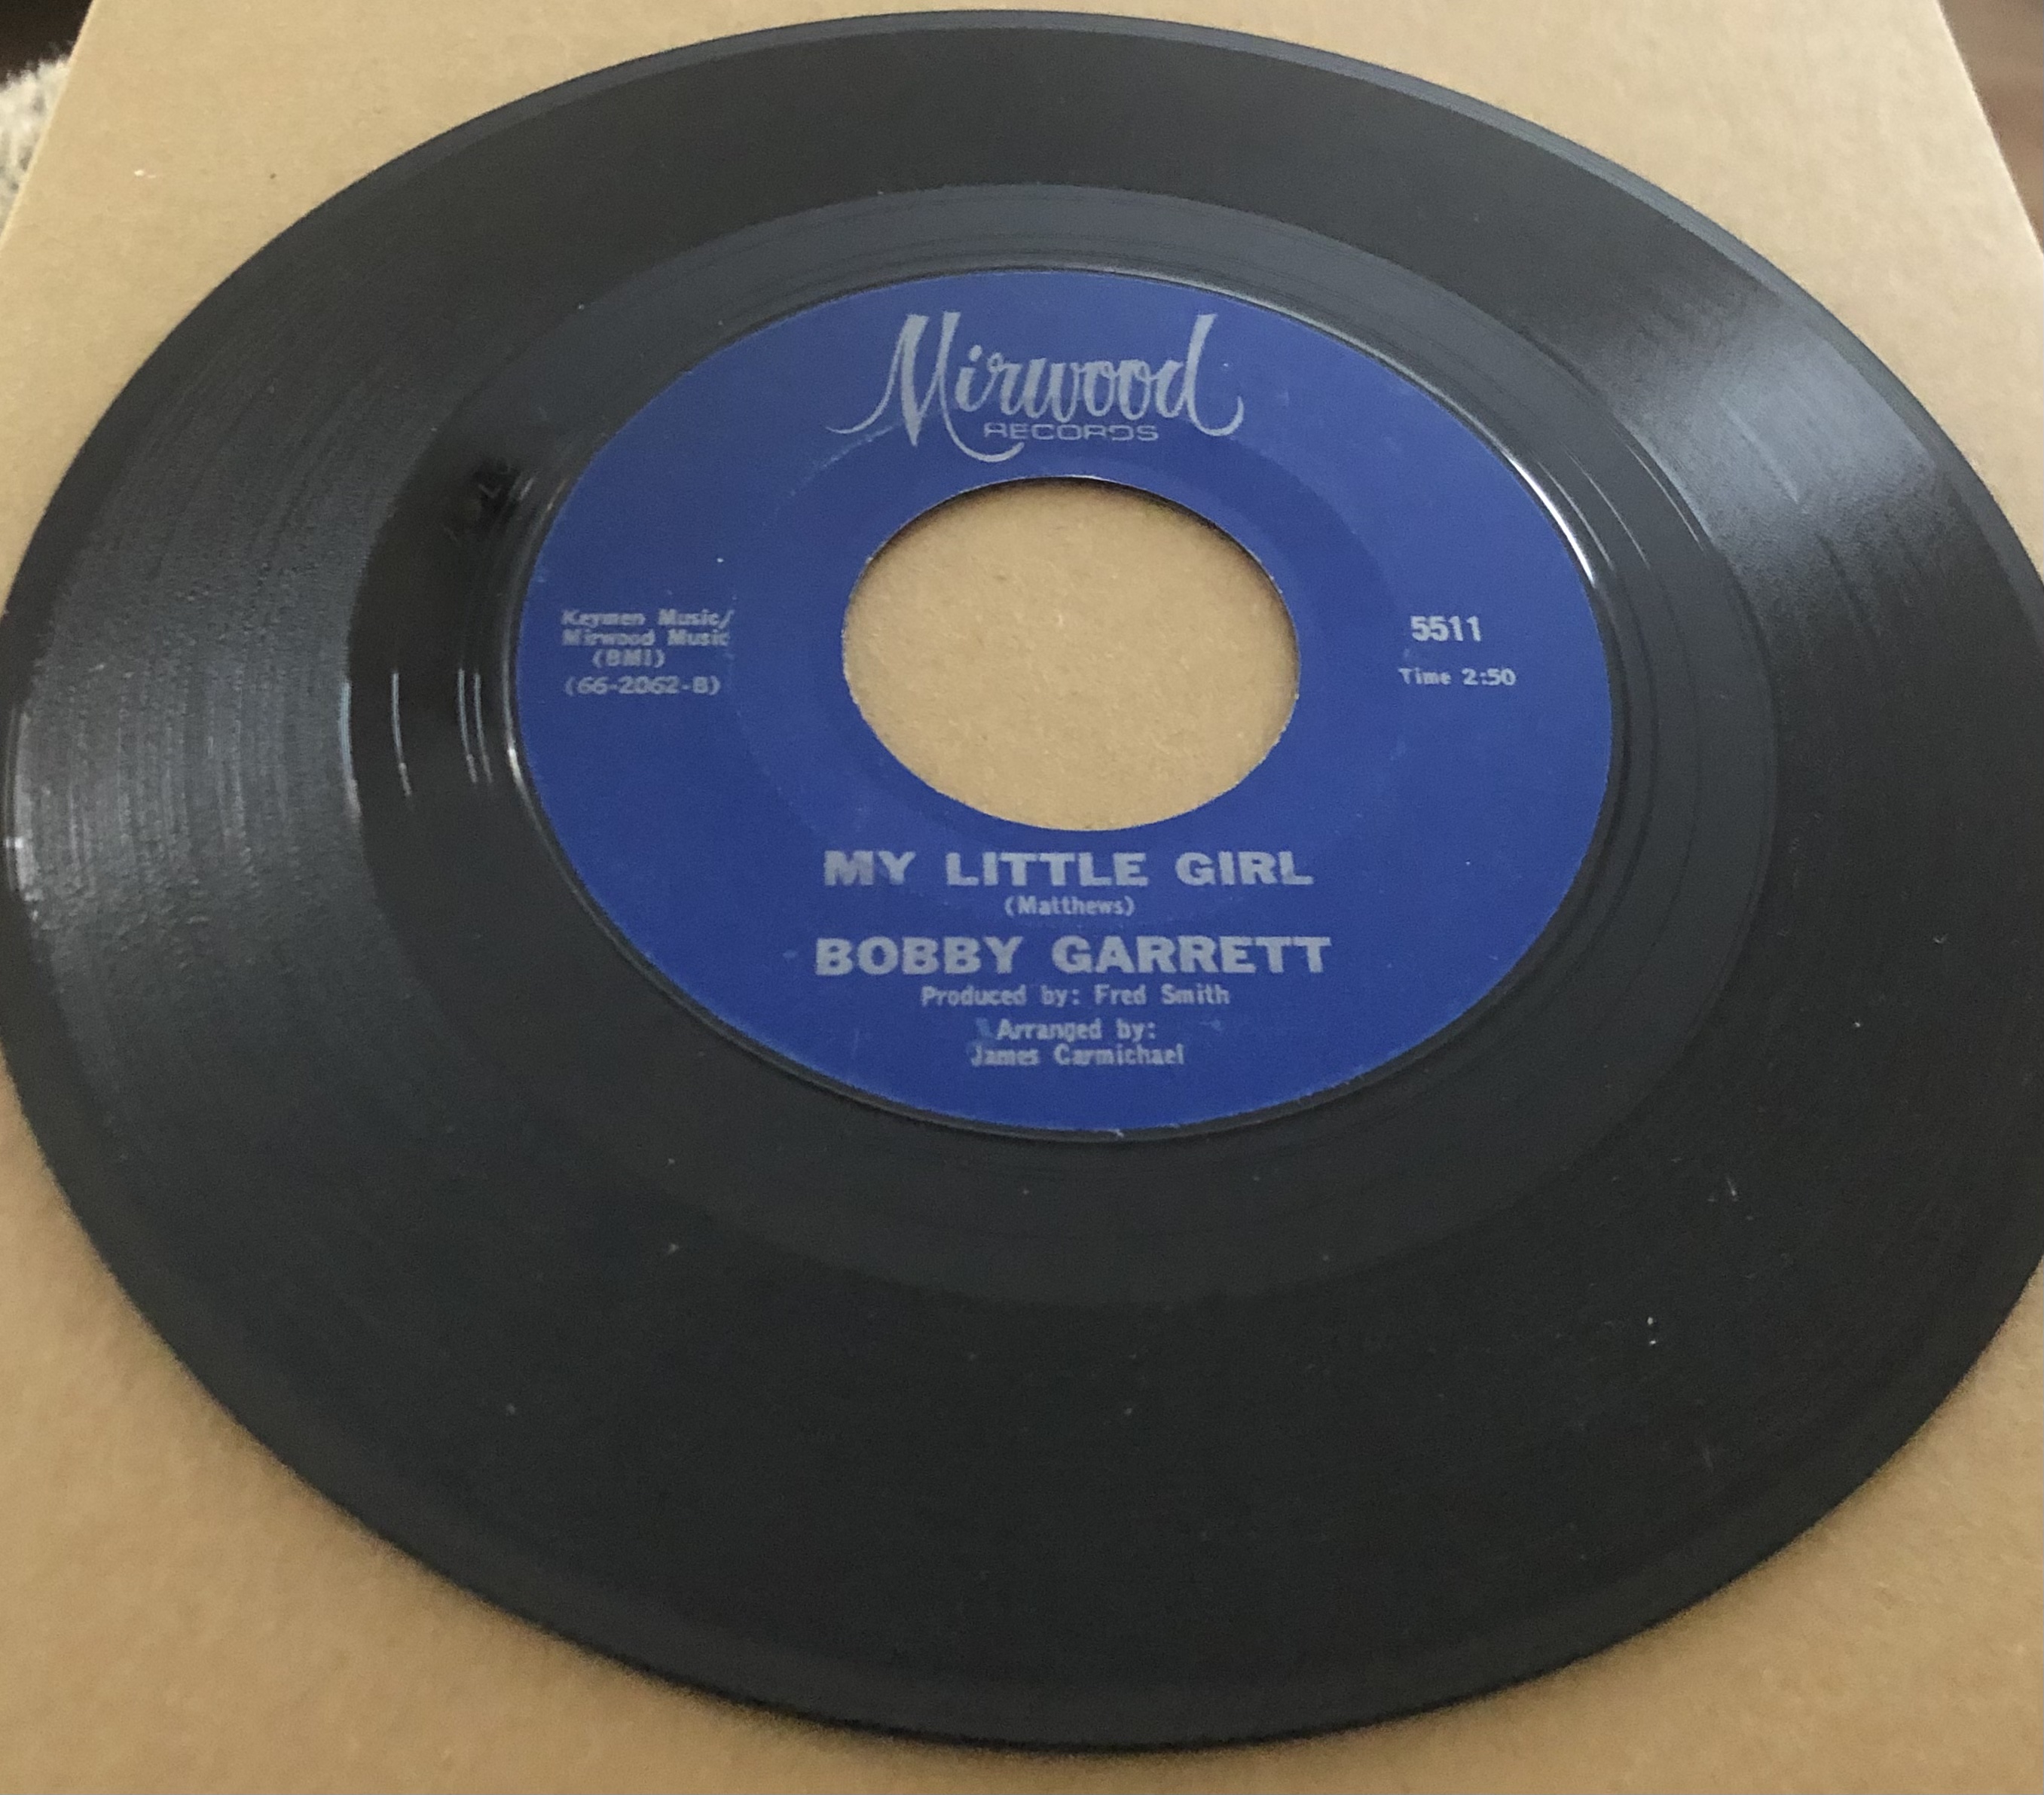 Mirwood
RECORDS
Keymen Music/
Mirwood Music
(BMI)
(66-2062-B)
5511
Time 2:50
MY LITTLE GIRL
(Matthews)
BOBBY GARRETT
Produced by: Fred Smith
Arranged by:
James Carmichael